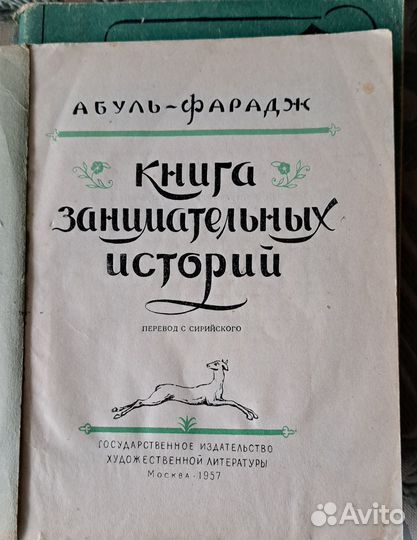 АБУЛЬ-ФАРАДЖ
КНИГА
ЗАНИМАТЕЛЬНЫХ
ИСТОРИЙ
ПЕРЕВОД С СИРИЙСКОГО
ГОСУДАРСТВЕННОЕ ИЗДАТЕЛЬСТВО
ХУДОЖЕСТВЕННОЙ ЛИТЕРАТУРЫ
Москва - 1957
Avito